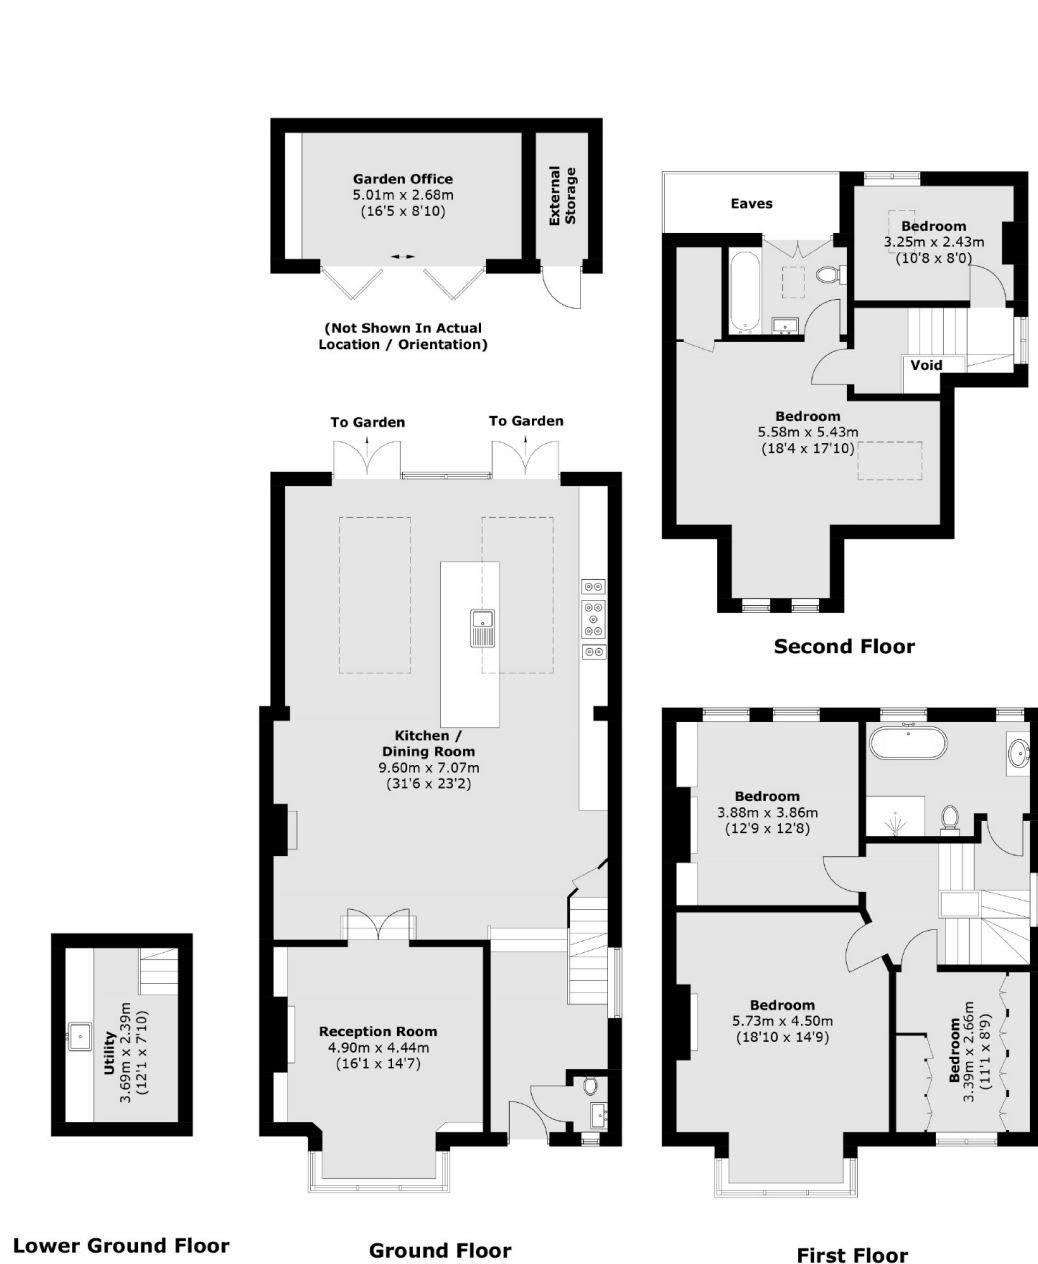 Garden Office
5.01m x 2.68m
(16'5 x 8'10)
External
Storage
(Not Shown In Actual
Location / Orientation)
Eaves
Bedroom
3.25m x 2.43m
(10'8 x 8'0)
Void
Bedroom
5.58m x 5.43m
(18'4 x 17'10)
Second Floor
To Garden
To Garden
Kitchen /
Dining Room
9.60m x 7.07m
(31'6 x 23'2)
Reception Room
4.90m x 4.44m
(16'1 x 14'7)
Ground Floor
Utility
3.69m x 2.39m
(12'1 x 7'10)
Lower Ground Floor
Bedroom
3.88m x 3.86m
(12'9 x 12'8)
Bedroom
5.73m x 4.50m
(18'10 x 14'9)
Bedroom
3.39m x 2.66m
(11'1 x 8'9)
First Floor